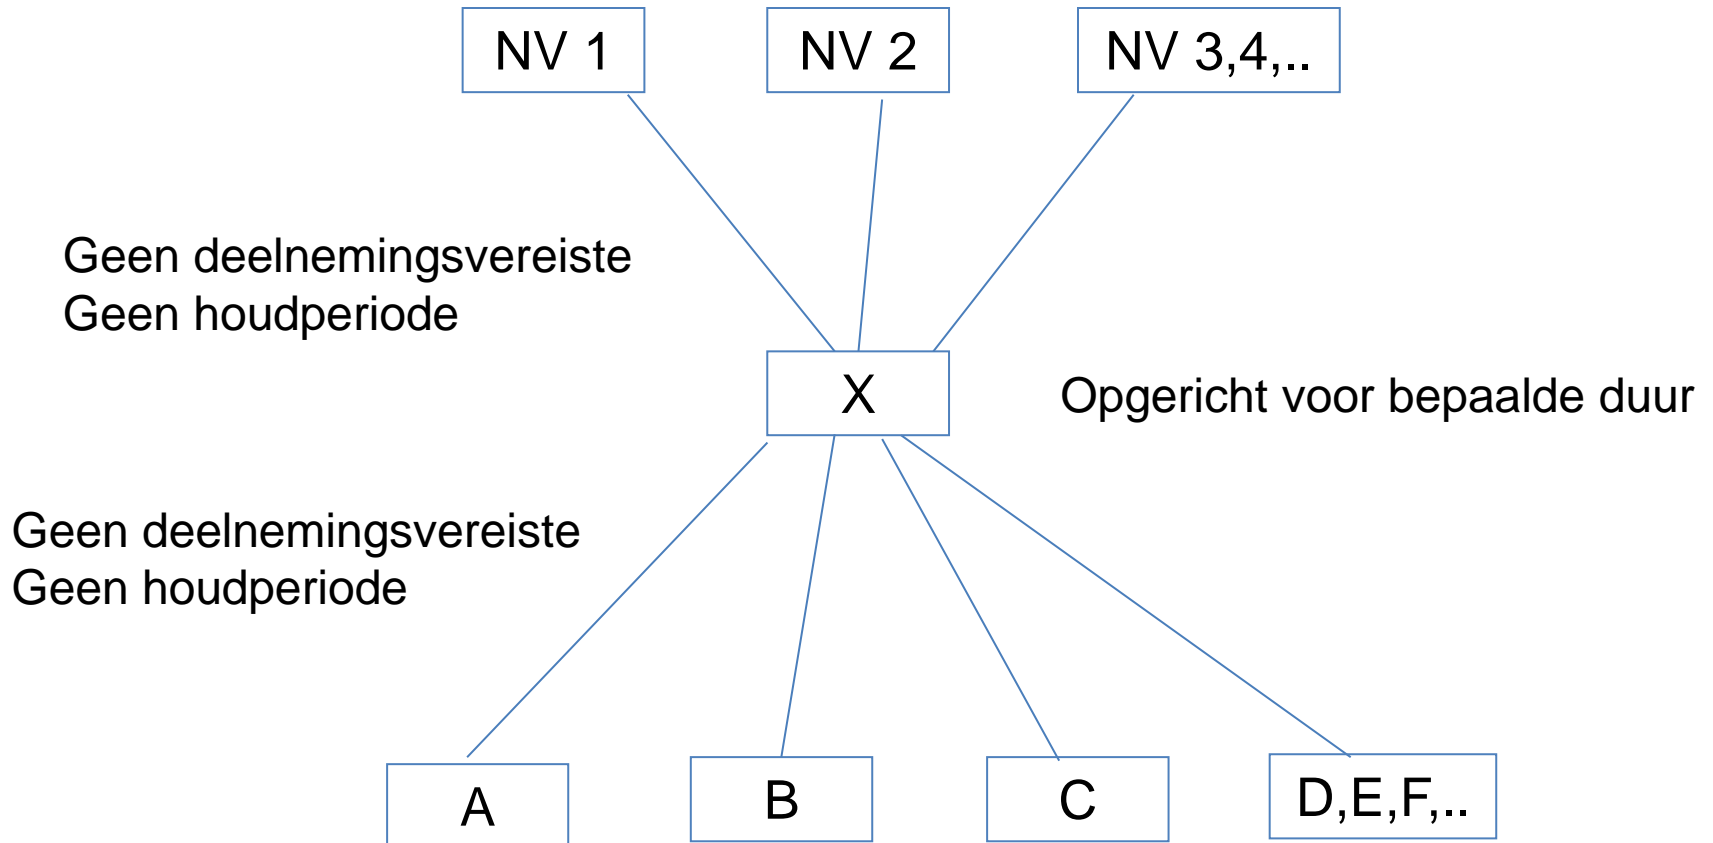 NV 1
NV 2
NV 3,4,..
Geen deelnemingsvereiste
Geen houdperiode
X
Opgericht voor bepaalde duur
Geen deelnemingsvereiste
Geen houdperiode
A
B
C
D,E,F,..